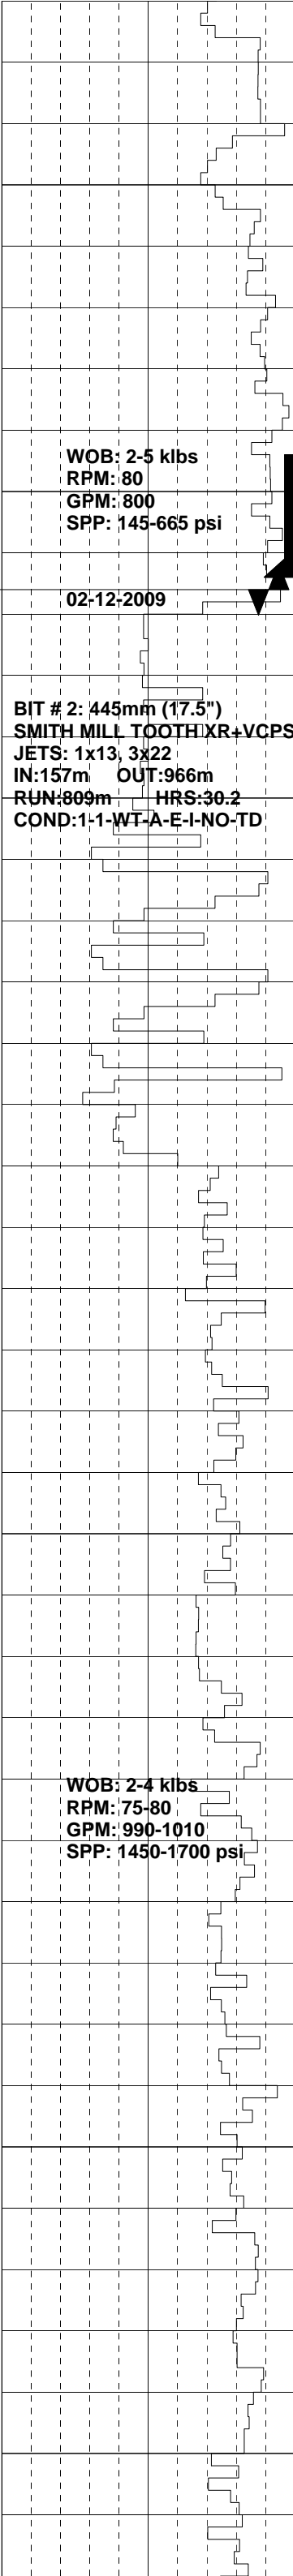 WOB: 2-5 klbs
RPM: 80
GPM: 800
SPP: 145-665 psi
02-12-2009
BIT # 2: 445mm (17.5")
SMITH MILL TOOTH XR+VCPS
JETS: 1x13, 3x22
IN:157m OUT:966m
RUN:809m HRS:30.2
COND:1-1-WT-A-E-I-NO-TD
WOB: 2-4 klbs
RPM: 75-80
GPM: 990-1010
SPP: 1450-1700 psi